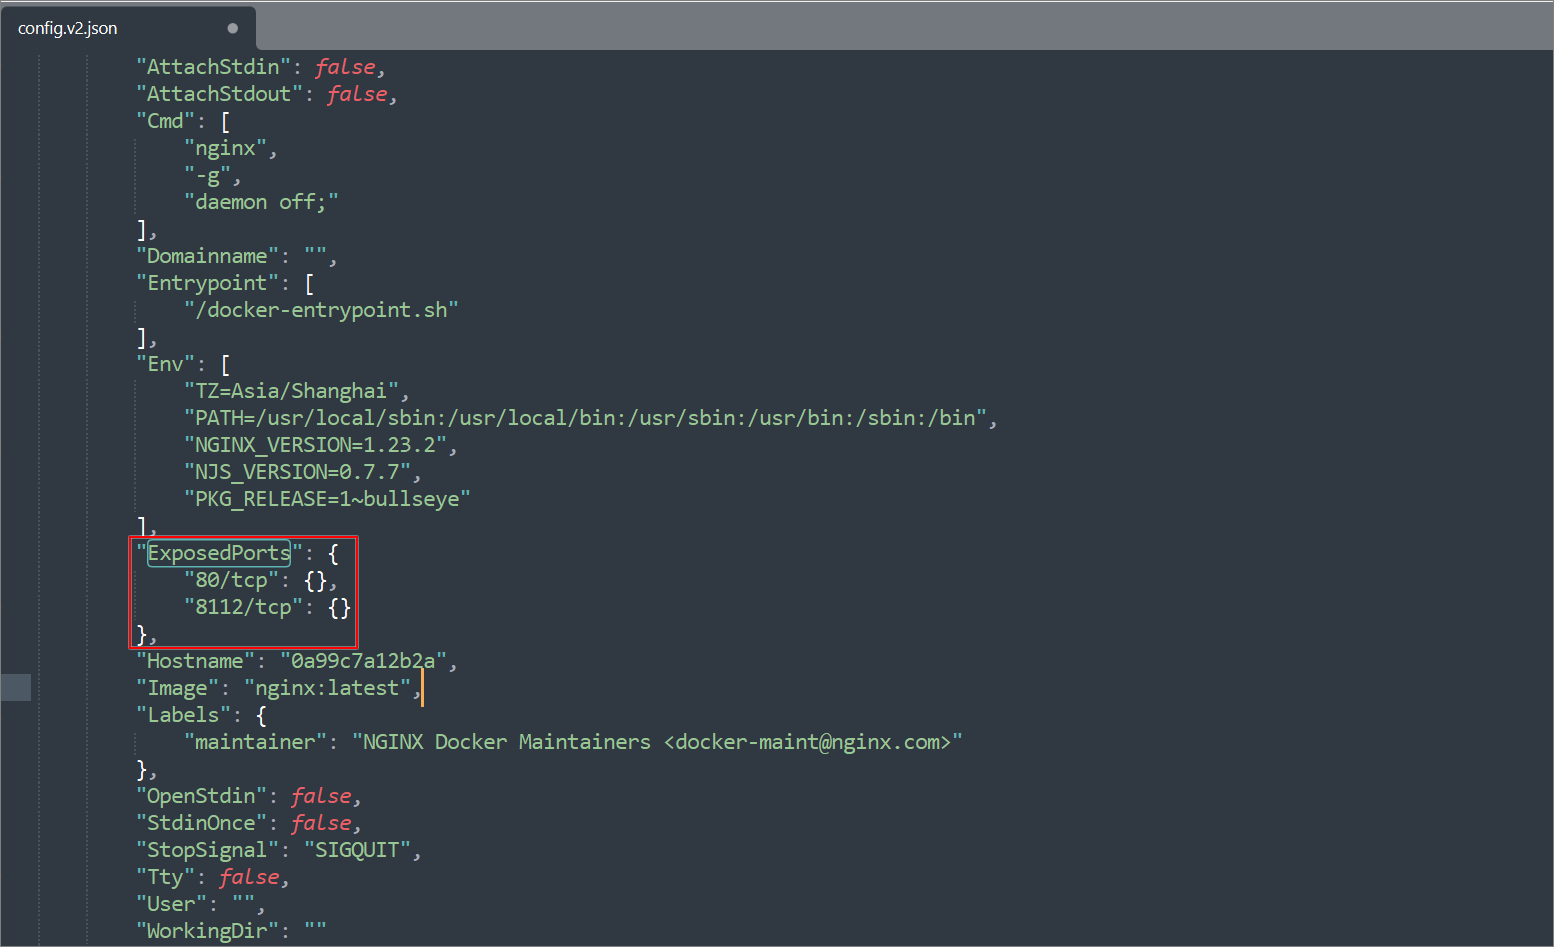 config.v2.json
"AttachStdin": false,
"AttachStdout": false,
"Cmd": [
"nginx",
"-g",
"daemon off;"
],
"Domainname": "",
"Entrypoint": [
"/docker-entrypoint.sh"
],
"Env": [
"TZ=Asia/Shanghai",
"PATH=/usr/local/sbin:/usr/local/bin:/usr/sbin:/usr/bin:/sbin:/bin",
"NGINX_VERSION=1.23.2",
"NJS_VERSION=0.7.7",
"PKG_RELEASE=1~bullseye"
],
"ExposedPorts": {
"80/tcp": {},
"8112/tcp": {}
},
"Hostname": "0a99c7a12b2a",
"Image": "nginx:latest",
"Labels": {
"maintainer": "NGINX Docker Maintainers <docker-maint@nginx.com>"
},
"OpenStdin": false,
"StdinOnce": false,
"StopSignal": "SIGQUIT",
"Tty": false,
"User": "",
"WorkingDir": ""